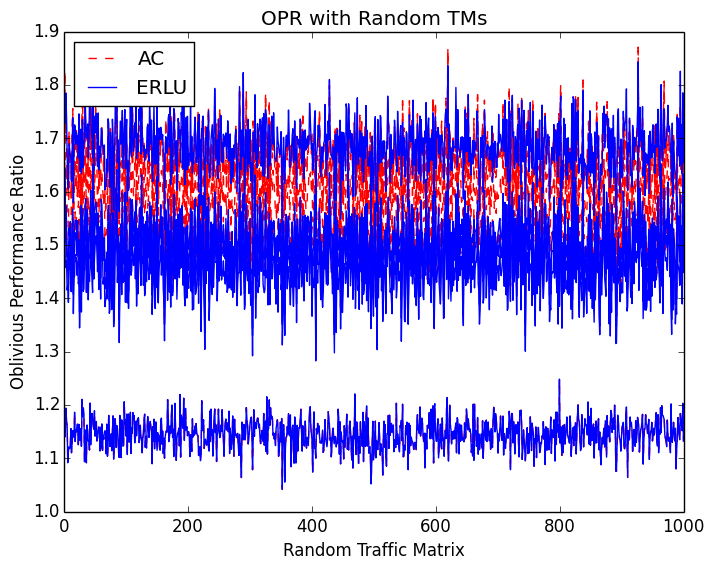 OPR with Random TMs
AC
ERLU
Oblivious Performance Ratio
1.9
1.8
1.7
1.6
1.5
1.4
1.3
1.2
1.1
1.0
0 200 400 600 800 1000
Random Traffic Matrix